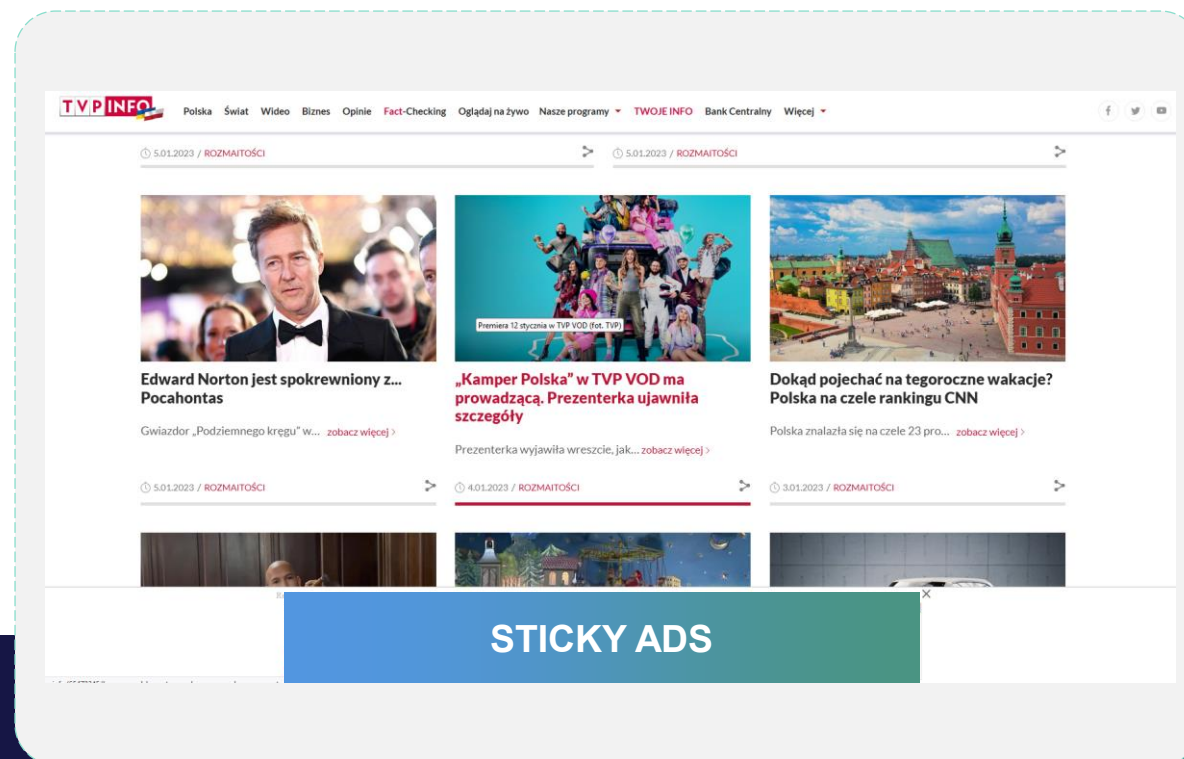 TVP INFO
Polska Świat Wideo Biznes Opinie Fact-Checking Oglądaj na żywo Nasze programy TWOJE INFO Bank Centralny Więcej
5.01.2023 / ROZMAITOŚCI
5.01.2023 / ROZMAITOŚCI
Premiera 12 stycznia w TVP VOD (fot. TVP)
Edward Norton jest spokrewniony z...
Pocahontas
Gwiazdor „Podziemnego kręgu” w... zobacz więcej >
5.01.2023 / ROZMAITOŚCI
„Kamper Polska” w TVP VOD ma
prowadzącą. Prezenterka ujawniła
szczegóły
Prezenterka wyjawiła wreszcie, jak... zobacz więcej >
4.01.2023 / ROZMAITOŚCI
Dokąd pojechać na tegoroczne wakacje?
Polska na czele rankingu CNN
Polska znalazła się na czele 23 pro... zobacz więcej >
3.01.2023 / ROZMAITOŚCI
STICKY ADS